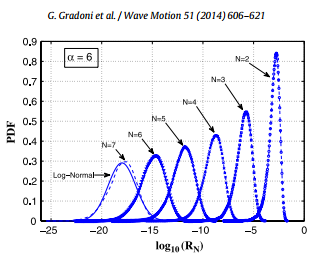 G. Gradoni et al. / Wave Motion 51 (2014) 606–621
0.9
α = 6
N=2
0.8
0.7
N=3
0.6
N=4
0.5
N=5
PDF
0.4
N=6
N=7
0.3
Log−Normal
0.2
0.1
0
−25
−20
−15
−10
−5
0
log10(RN)